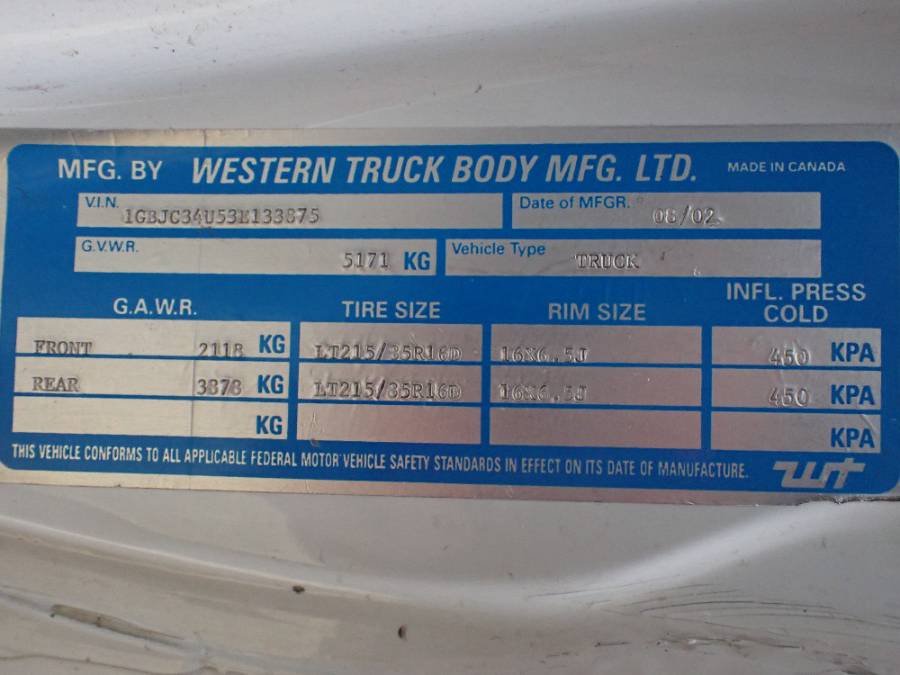 MFG. BY WESTERN TRUCK BODY MFG. LTD. MADE IN CANADA
V.I.N. 1GBJC34U53E133875 Date of MFGR. 08/02
G.V.W.R. 5171 KG Vehicle Type TRUCK
G.A.W.R. TIRE SIZE RIM SIZE INFL. PRESS COLD
FRONT 2118 KG LT215/85R16D 16X6.5J 450 KPA
REAR 3878 KG LT215/85R16D 16X6.5J 450 KPA
KG KPA
THIS VEHICLE CONFORMS TO ALL APPLICABLE FEDERAL MOTOR VEHICLE SAFETY STANDARDS IN EFFECT ON ITS DATE OF MANUFACTURE. WT